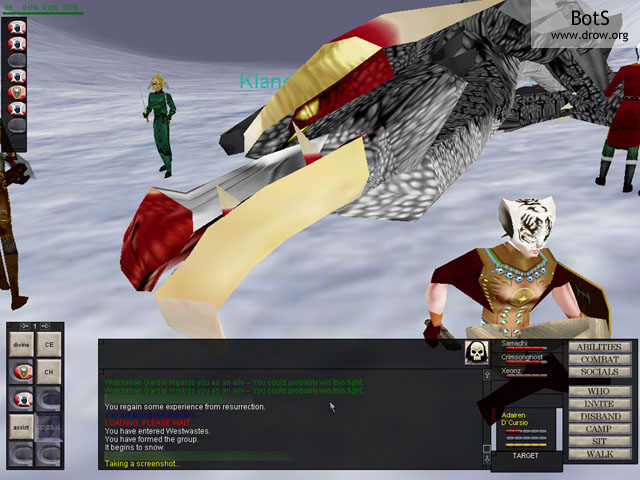 BotS
www.drow.org
Kland
divine
CE
CH
assist
Watchman Gardal regards you as an ally -- You could probably win this fight.
Watchman Gardal regards you as an ally -- You could probably win this fight.
You regain some experience from resurrection.
LOADING, PLEASE WAIT...
You have entered Westwastes.
You have formed the group.
It begins to snow.
Taking a screenshot...
Samadhi
Crimsonghost
Xeonz
Adairen
D'Cursio
TARGET
ABILITIES
COMBAT
SOCIALS
WHO
INVITE
DISBAND
CAMP
SIT
WALK